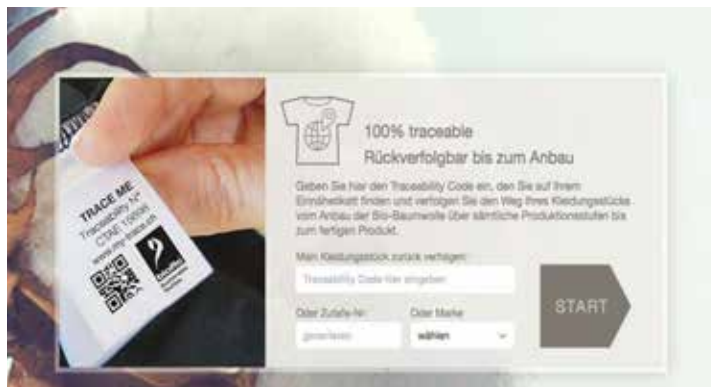 TRACE ME
Traceability N°
www.my-trace.ch
100% traceable
Rückverfolgbar bis zum Anbau
Geben Sie hier den Traceability Code ein, den Sie auf Ihrem
Einnähetikett finden und verfolgen Sie den Weg Ihres Kleidungsstücks
vom Anbau der Bio-Baumwolle über sämtliche Produktionsstufen bis
zum fertigen Produkt.
Mein Kleidungsstück zurück verfolgen:
Traceability Code hier eingeben
Oder Zufalls-Nr:
Oder Marke
generieren
wählen
START